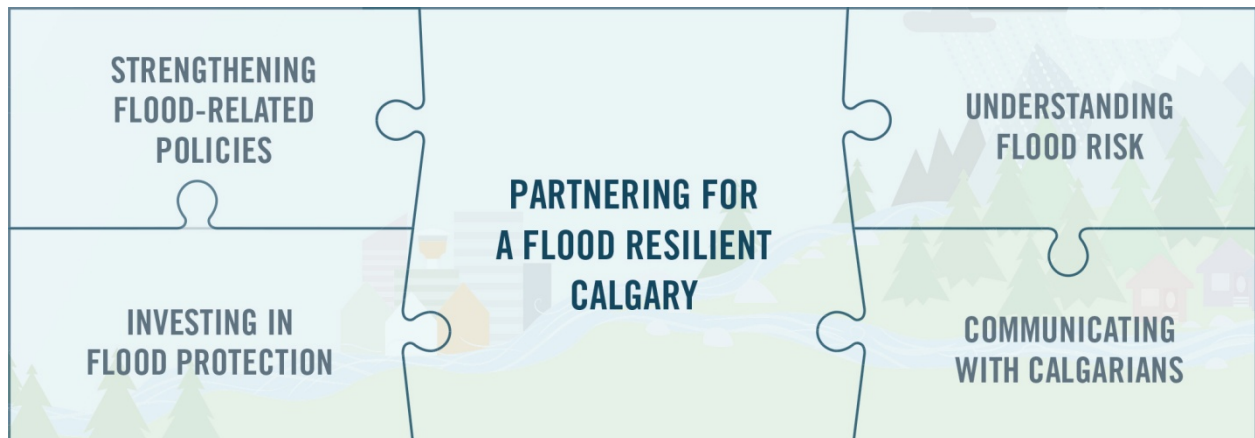 STRENGTHENING
FLOOD-RELATED
POLICIES
INVESTING IN
FLOOD PROTECTION
PARTNERING FOR
A FLOOD RESILIENT
CALGARY
UNDERSTANDING
FLOOD RISK
COMMUNICATING
WITH CALGARIANS